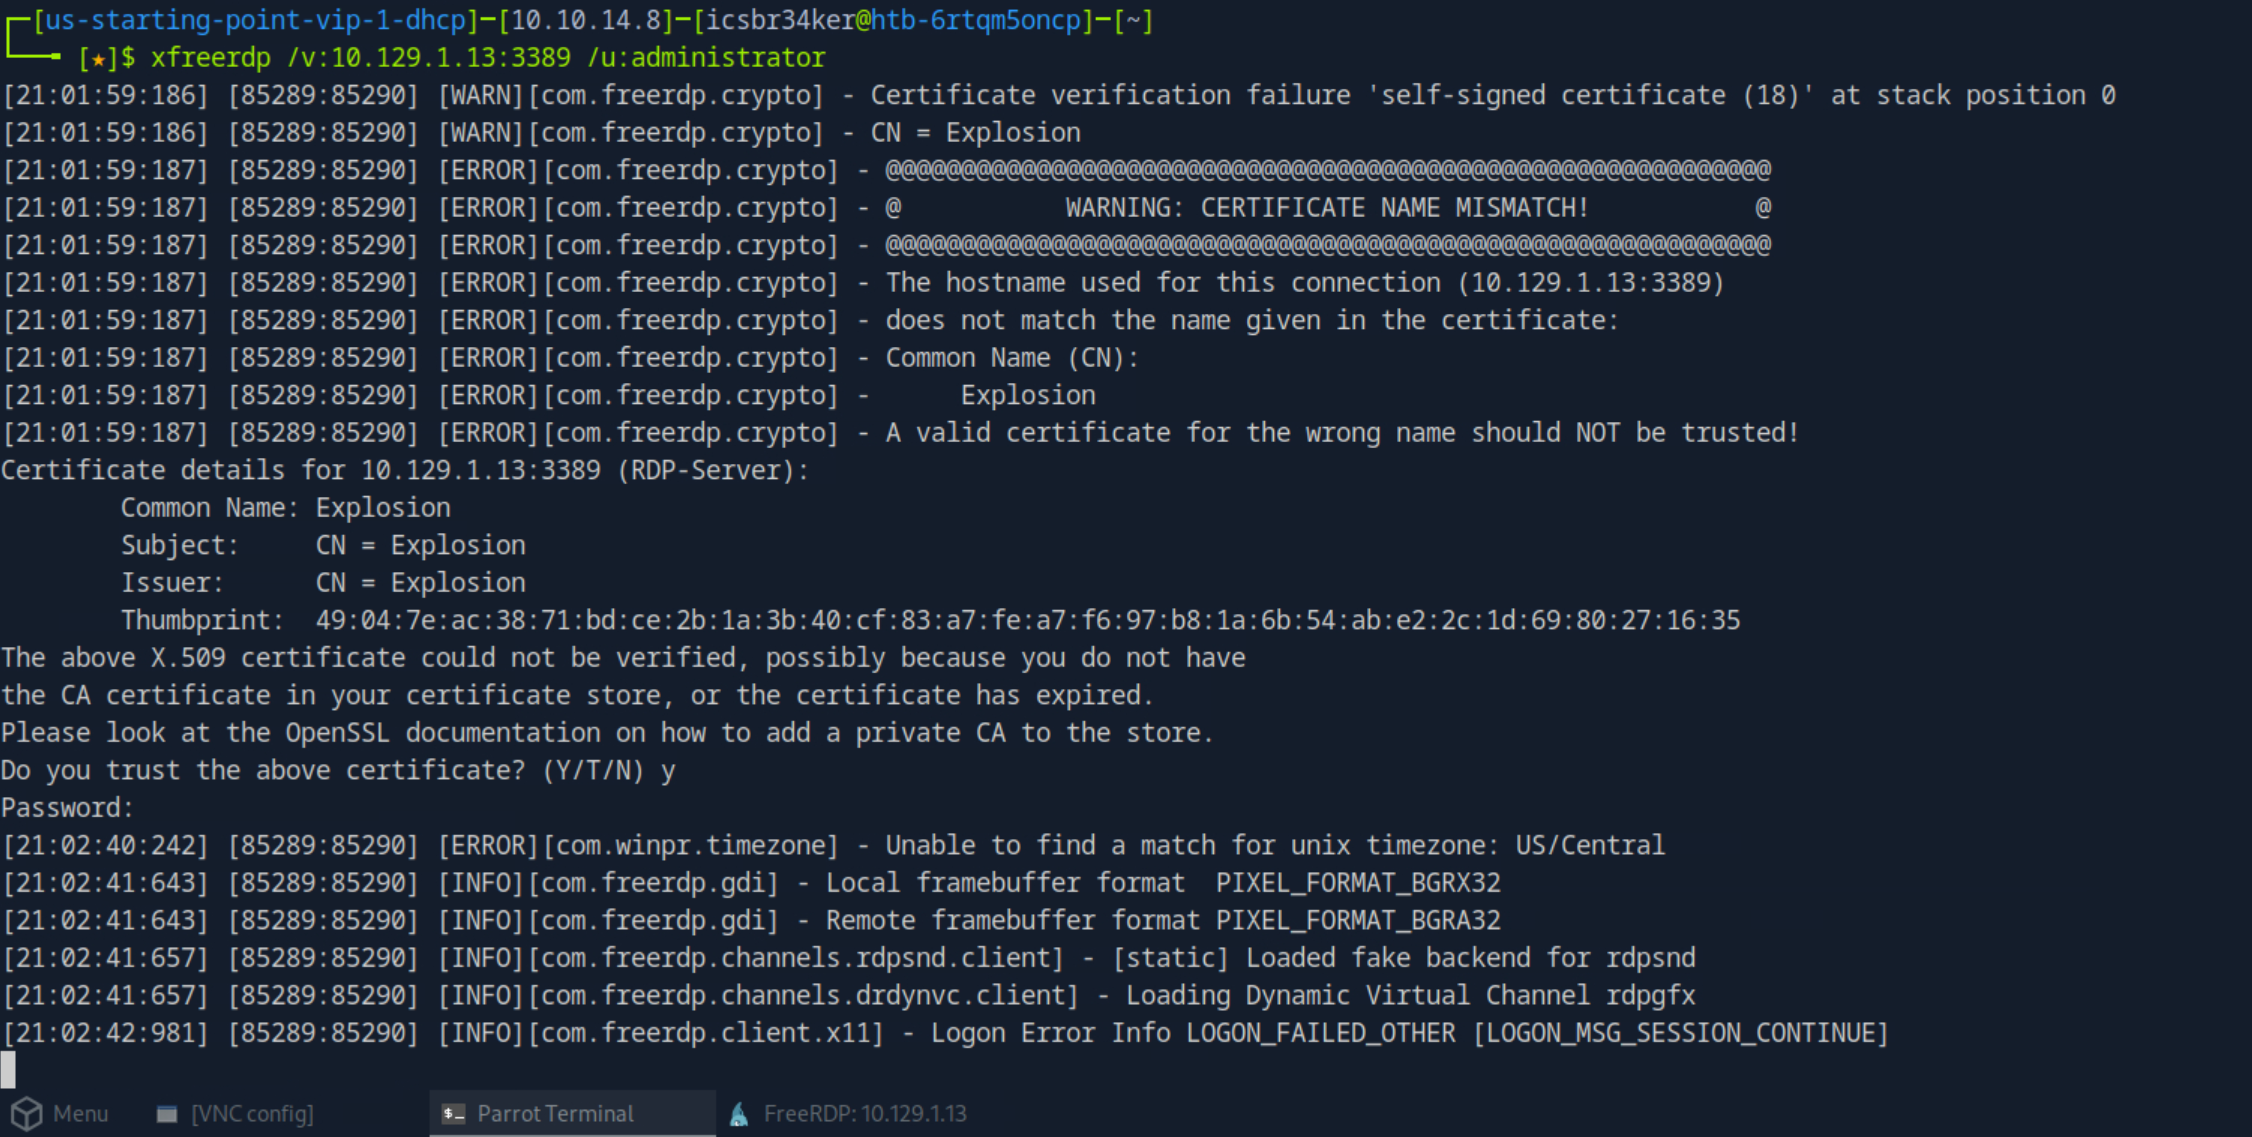 [us-starting-point-vip-1-dhcp]-[10.10.14.8]-[icsbr34ker@htb-6rtqm5oncp]-[~]
[★]$ xfreerdp /v:10.129.1.13:3389 /u:administrator
[21:01:59:186] [85289:85290] [WARN][com.freerdp.crypto] - Certificate verification failure 'self-signed certificate (18)' at stack position 0
[21:01:59:186] [85289:85290] [WARN][com.freerdp.crypto] - CN = Explosion
[21:01:59:187] [85289:85290] [ERROR][com.freerdp.crypto] - @@@@@@@@@@@@@@@@@@@@@@@@@@@@@@@@@@@@@@@@@@@@@@@@@@@@@@@@@@@
[21:01:59:187] [85289:85290] [ERROR][com.freerdp.crypto] - @           WARNING: CERTIFICATE NAME MISMATCH!           @
[21:01:59:187] [85289:85290] [ERROR][com.freerdp.crypto] - @@@@@@@@@@@@@@@@@@@@@@@@@@@@@@@@@@@@@@@@@@@@@@@@@@@@@@@@@@@
[21:01:59:187] [85289:85290] [ERROR][com.freerdp.crypto] - The hostname used for this connection (10.129.1.13:3389)
[21:01:59:187] [85289:85290] [ERROR][com.freerdp.crypto] - does not match the name given in the certificate:
[21:01:59:187] [85289:85290] [ERROR][com.freerdp.crypto] - Common Name (CN):
[21:01:59:187] [85289:85290] [ERROR][com.freerdp.crypto] -      Explosion
[21:01:59:187] [85289:85290] [ERROR][com.freerdp.crypto] - A valid certificate for the wrong name should NOT be trusted!
Certificate details for 10.129.1.13:3389 (RDP-Server):
        Common Name: Explosion
        Subject:     CN = Explosion
        Issuer:      CN = Explosion
        Thumbprint:  49:04:7e:ac:38:71:bd:ce:2b:1a:3b:40:cf:83:a7:fe:a7:f6:97:b8:1a:6b:54:ab:e2:2c:1d:69:80:27:16:35
The above X.509 certificate could not be verified, possibly because you do not have
the CA certificate in your certificate store, or the certificate has expired.
Please look at the OpenSSL documentation on how to add a private CA to the store.
Do you trust the above certificate? (Y/T/N) y
Password:
[21:02:40:242] [85289:85290] [ERROR][com.winpr.timezone] - Unable to find a match for unix timezone: US/Central
[21:02:41:643] [85289:85290] [INFO][com.freerdp.gdi] - Local framebuffer format  PIXEL_FORMAT_BGRX32
[21:02:41:643] [85289:85290] [INFO][com.freerdp.gdi] - Remote framebuffer format PIXEL_FORMAT_BGRA32
[21:02:41:657] [85289:85290] [INFO][com.freerdp.channels.rdpsnd.client] - [static] Loaded fake backend for rdpsnd
[21:02:41:657] [85289:85290] [INFO][com.freerdp.channels.drdynvc.client] - Loading Dynamic Virtual Channel rdpgfx
[21:02:42:981] [85289:85290] [INFO][com.freerdp.client.x11] - Logon Error Info LOGON_FAILED_OTHER [LOGON_MSG_SESSION_CONTINUE]
Menu [VNC config] $_ Parrot Terminal FreeRDP: 10.129.1.13